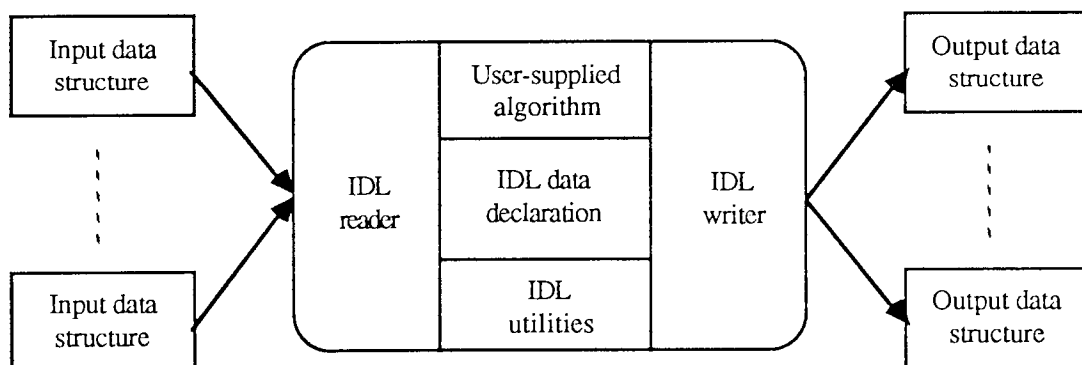 Input data
structure
Input data
structure
IDL
reader
User-supplied
algorithm
IDL data
declaration
IDL
utilities
IDL
writer
Output data
structure
Output data
structure